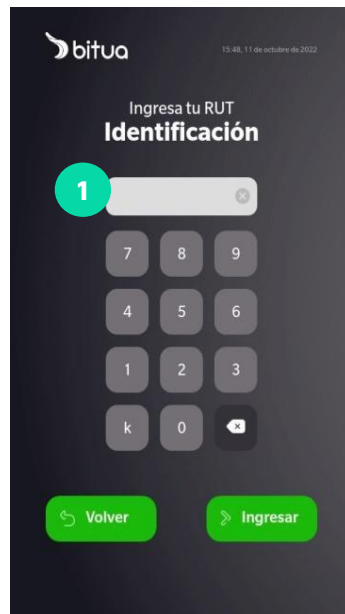 bitua
15:48, 11 de octubre de 2022
Ingresa tu RUT
Identificación
1
7 8 9
4 5 6
1 2 3
k 0
Volver Ingresar